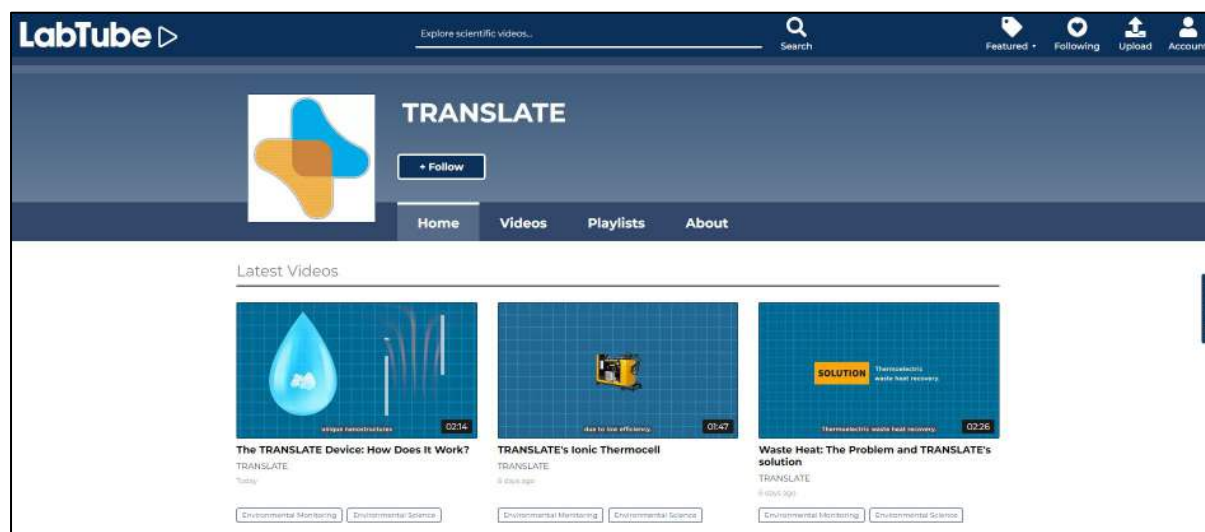 LabTube
Explore scientific videos...
Search
Featured
Following
Upload
Account
TRANSLATE
+ Follow
Home
Videos
Playlists
About
Latest Videos
unique nanostructures
02:14
due to low efficiency.
01:47
SOLUTION
Thermoelectric
waste heat recovery.
Thermoelectric waste heat recovery.
02:26
The TRANSLATE Device: How Does It Work?
TRANSLATE
Today
Environmental Monitoring
Environmental Science
TRANSLATE's Ionic Thermocell
TRANSLATE
6 days ago
Environmental Monitoring
Environmental Science
Waste Heat: The Problem and TRANSLATE's
solution
TRANSLATE
6 days ago
Environmental Monitoring
Environmental Science